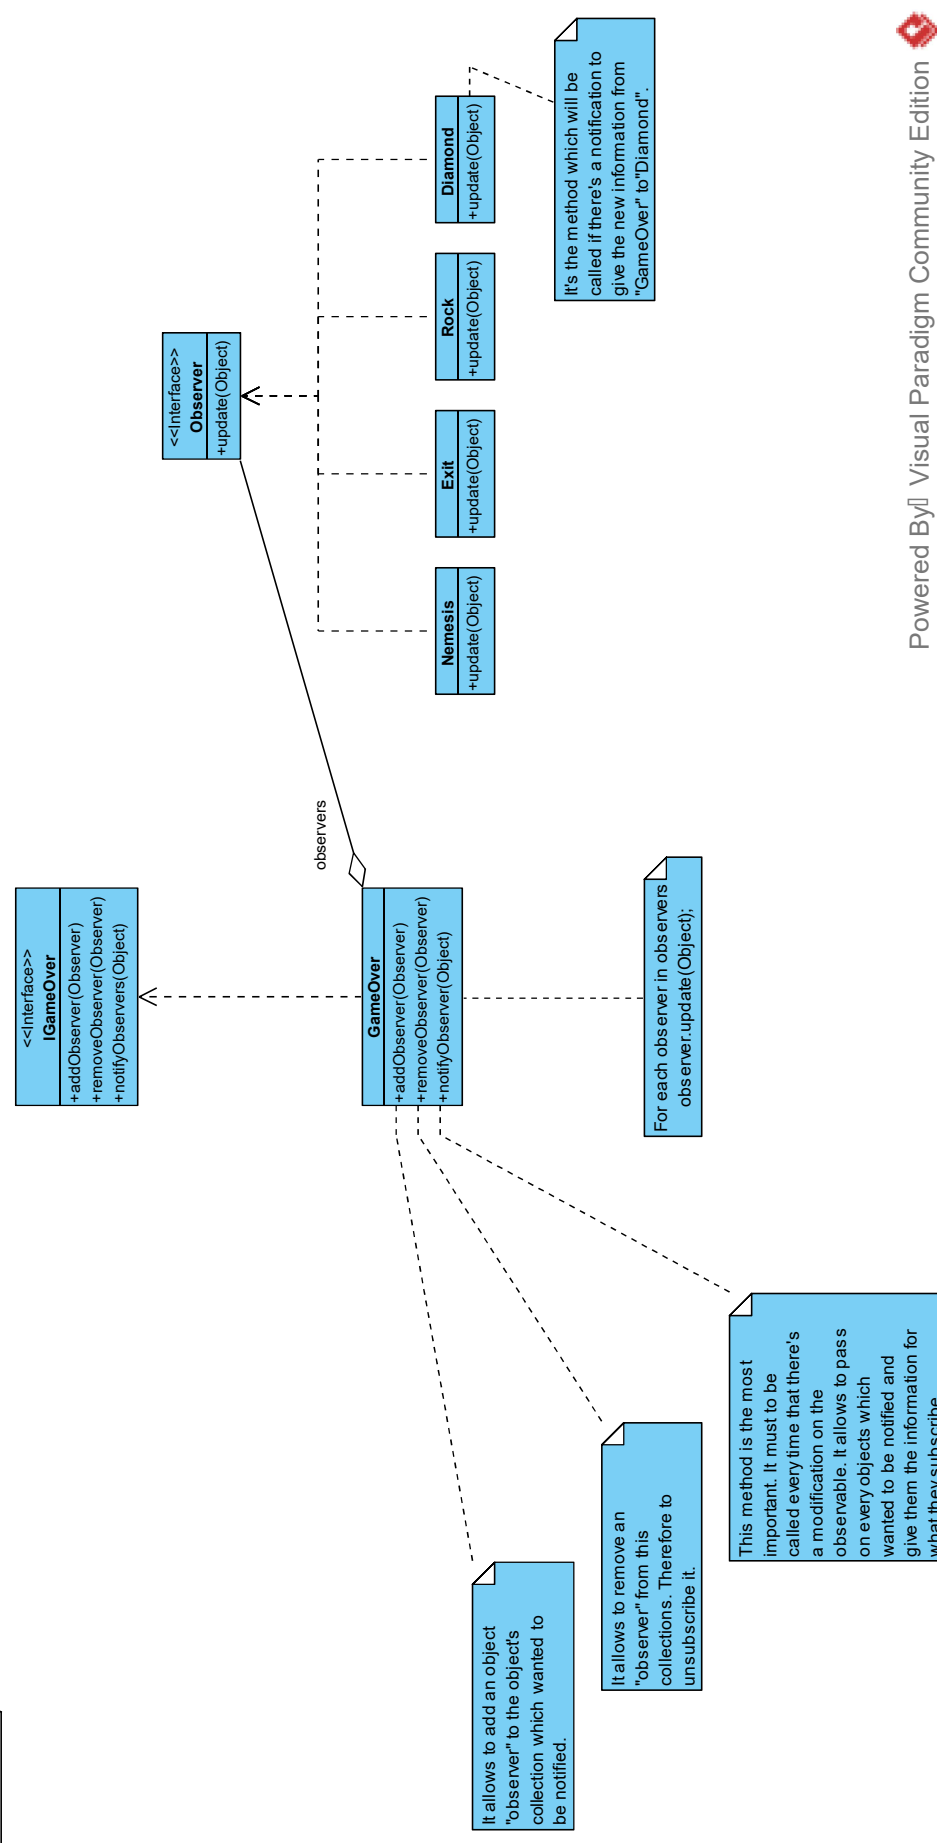 <<Interface>>
IGameOver
+addObserver(Observer)
+removeObserver(Observer)
+notifyObservers(Object)
<<Interface>>
Observer
+update(Object)
observers
GameOver
+addObserver(Observer)
+removeObserver(Observer)
+notifyObserver(Object)
Nemesis
+update(Object)
Exit
+update(Object)
Rock
+update(Object)
Diamond
+update(Object)
It allows to add an object
"observer" to the object's
collection which wanted to
be notified.
It allows to remove an
"observer" from this
collections. Therefore to
unsubscribe it.
This method is the most
important. It must to be
called every time that there's
a modification on the
observable. It allows to pass
on every objects which
wanted to be notified and
give them the information for
what they subscribe
For each observer in observers
observer.update(Object);
It's the method which will be
called if there's a notification to
give the new information from
"GameOver" to"Diamond".
Powered By Visual Paradigm Community Edition